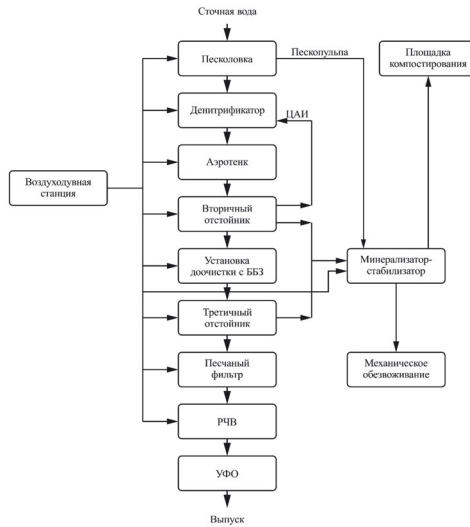 Сточная вода
Песколовка
Пескопульпа
Площадка
компостирования
Денитрификатор
ЦАИ
Аэротенк
Воздуходувная
станция
Вторичный
отстойник
Установка
доочистки с ББЗ
Минерализатор-
стабилизатор
Третичный
отстойник
Песчаный
фильтр
Механическое
обезвоживание
РЧВ
УФО
Выпуск